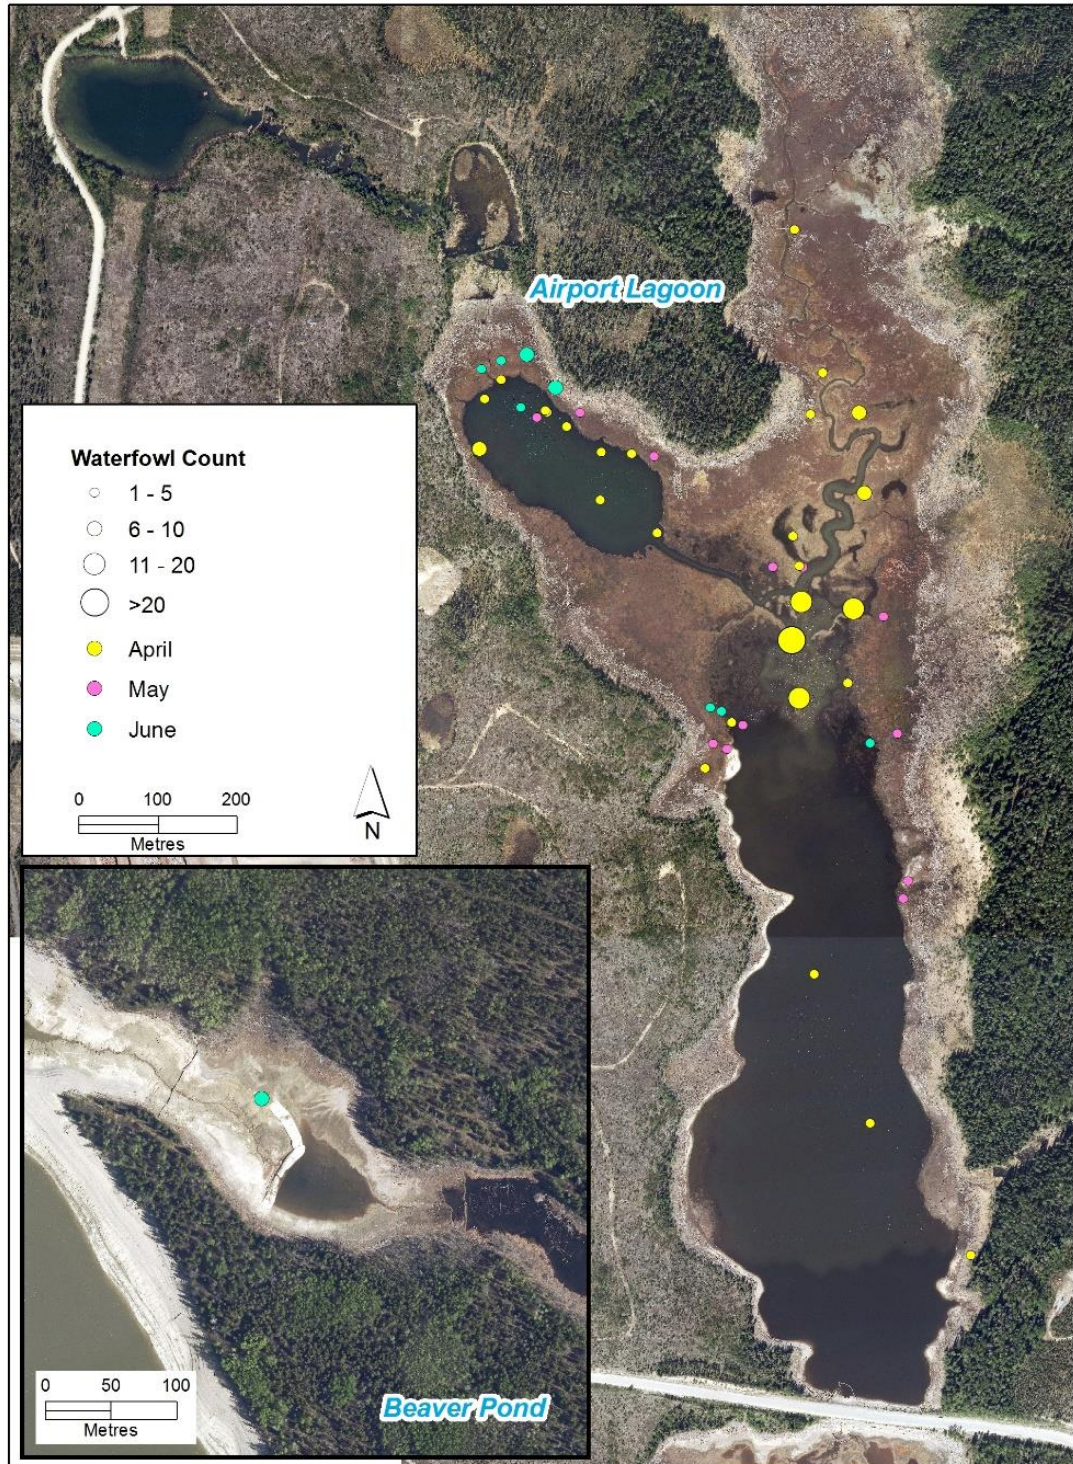 Airport Lagoon
Waterfowl Count
1 - 5
6 - 10
11 - 20
>20
April
May
June
0 100 200
Metres
N
0 50 100
Metres
Beaver Pond